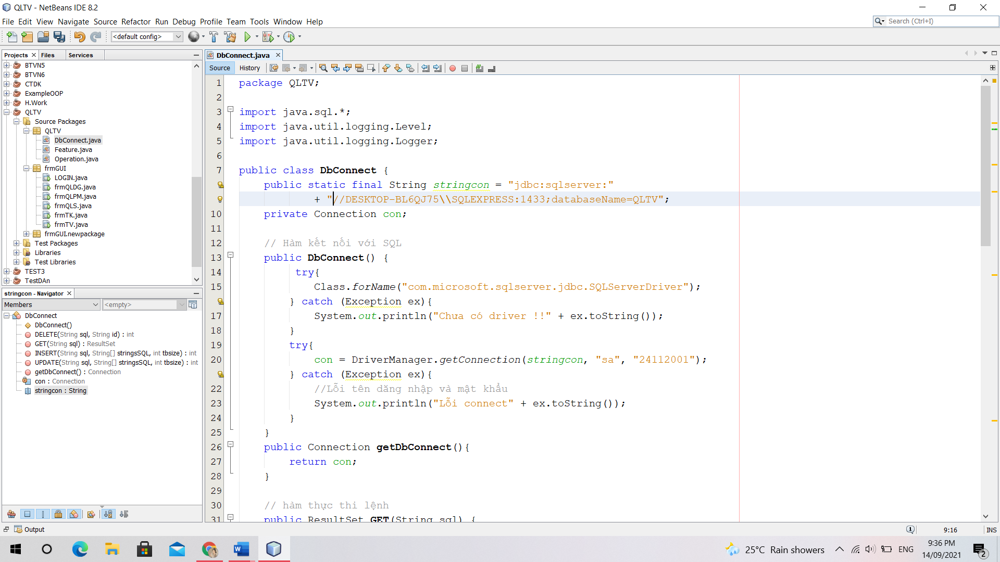 QLTV - NetBeans IDE 8.2
File Edit View Navigate Source Refactor Run Debug Profile Team Tools Window Help
Search (Ctrl+I)
<default config>
Projects Files Services
BTVN5
BTVN6
CTDK
ExampleOOP
H.Work
QLTV
Source Packages
QLTV
DbConnect.java
Feature.java
Operation.java
frmGUI
LOGIN.java
frmQLDG.java
frmQLPM.java
frmQLS.java
frmTK.java
frmTV.java
frmGUI.newpackage
Test Packages
Libraries
Test Libraries
TEST3
TestDAn
stringcon - Navigator
Members <empty>
DbConnect
DbConnect()
DELETE(String sql, String id) : int
GET(String sql) : ResultSet
INSERT(String sql, String[] stringsSQL, int tbsize) : int
UPDATE(String sql, String[] stringsSQL, int tbsize) : int
getDbConnect() : Connection
con : Connection
stringcon : String
DbConnect.java
Source History
1 package QLTV;
2
3 import java.sql.*;
4 import java.util.logging.Level;
5 import java.util.logging.Logger;
6
7 public class DbConnect {
public static final String stringcon = "jdbc:sqlserver:"
+ "//DESKTOP-BL6QJ75\\SQLEXPRESS:1433;databaseName=QLTV";
10 private Connection con;
11
12 // Hàm kết nối với SQL
13 public DbConnect() {
14 try{
15 Class.forName("com.microsoft.sqlserver.jdbc.SQLServerDriver");
} catch (Exception ex){
17 System.out.println("Chưa có driver !!" + ex.toString());
18 }
19 try{
20 con = DriverManager.getConnection(stringcon, "sa", "24112001");
} catch (Exception ex){
22 //Lỗi tên đăng nhập và mật khẩu
23 System.out.println("Lỗi connect" + ex.toString());
24 }
25 }
26 public Connection getDbConnect(){
27 return con;
28 }
29
30 // hàm thực thi lệnh
31 public ResultSet GET(String sql) {
Output
1 9:16 INS
25°C Rain showers ENG
9:36 PM
14/09/2021
2